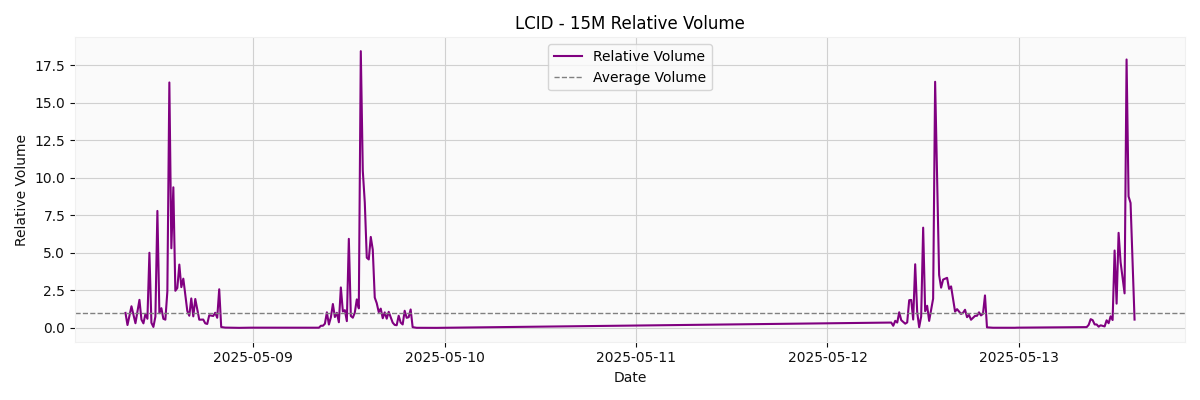 LCID - 15M Relative Volume
Relative Volume
Average Volume
17.5
15.0
12.5
10.0
7.5
5.0
2.5
0.0
Relative Volume
2025-05-09
2025-05-10
2025-05-11
2025-05-12
2025-05-13
Date